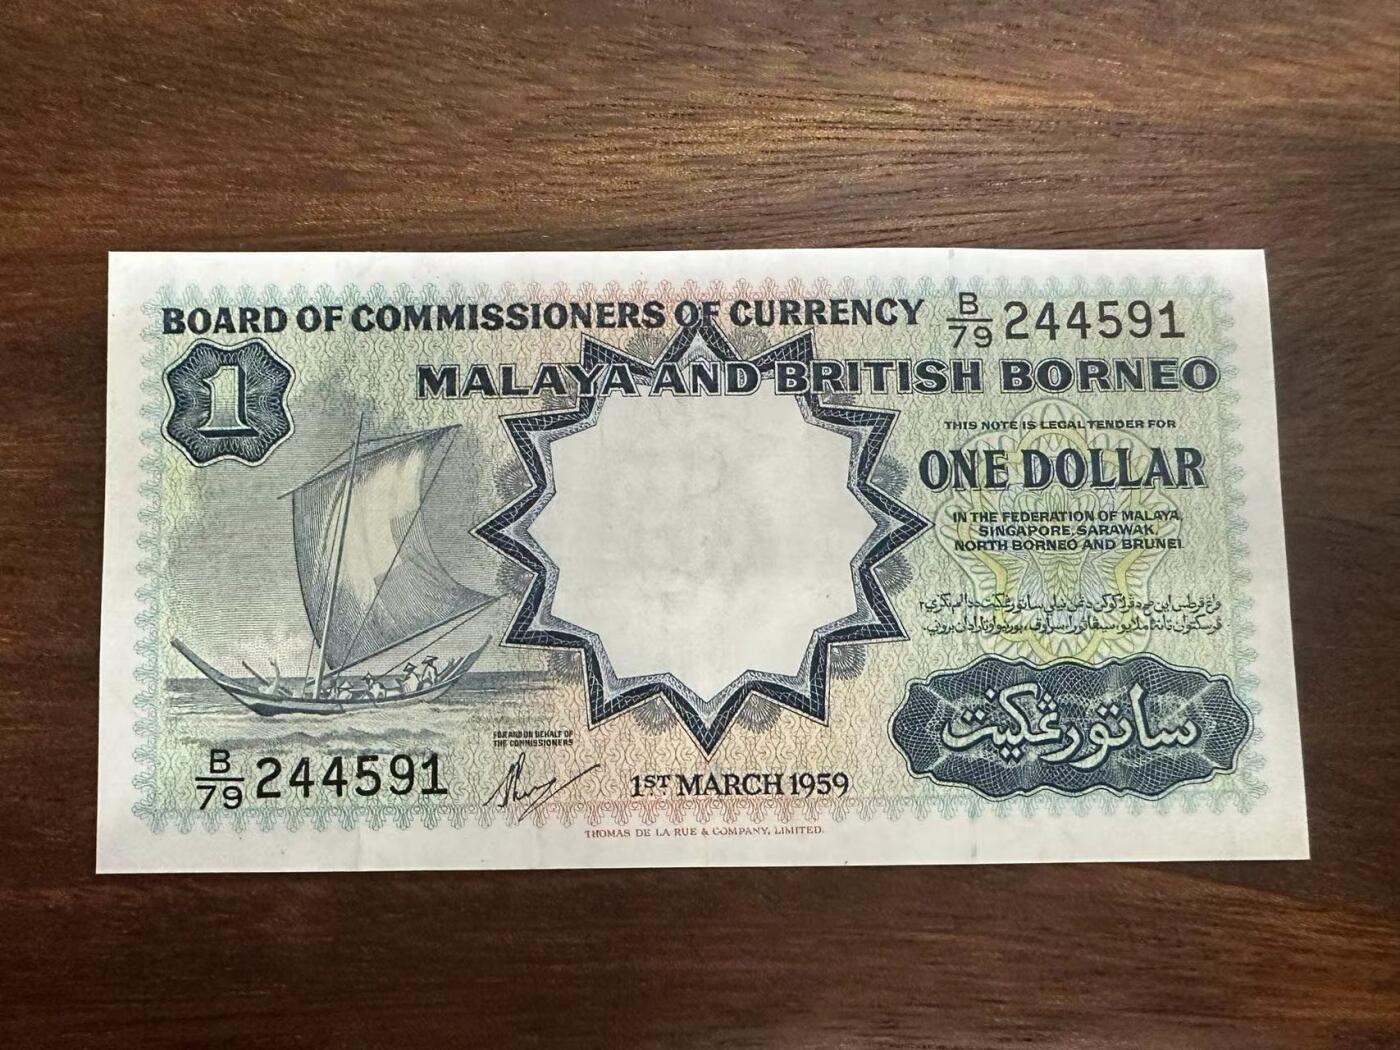 BOARD OF COMMISSIONERS OF CURRENCY
B/79 244591
MALAYA AND BRITISH BORNEO
1
THIS NOTE IS LEGAL TENDER FOR
ONE DOLLAR
IN THE FEDERATION OF MALAYA,
SINGAPORE, SARAWAK,
NORTH BORNEO AND BRUNEI.
ساتو رڠݢيت
FOR AND ON BEHALF OF
THE COMMISSIONERS
B/79 244591
1ST MARCH 1959
THOMAS DE LA RUE & COMPANY, LIMITED.